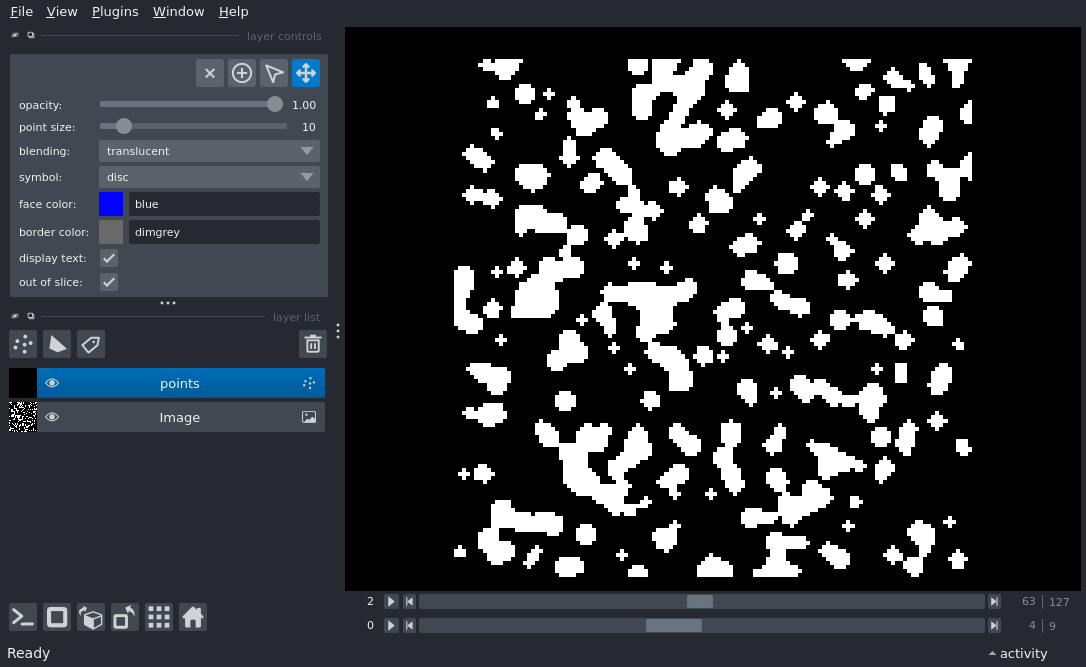 File View Plugins Window Help
layer controls
opacity: 1.00
point size: 10
blending: translucent
symbol: disc
face color: blue
border color: dimgrey
display text:
out of slice:
layer list
points
Image
2 63 127
0 4 9
Ready activity